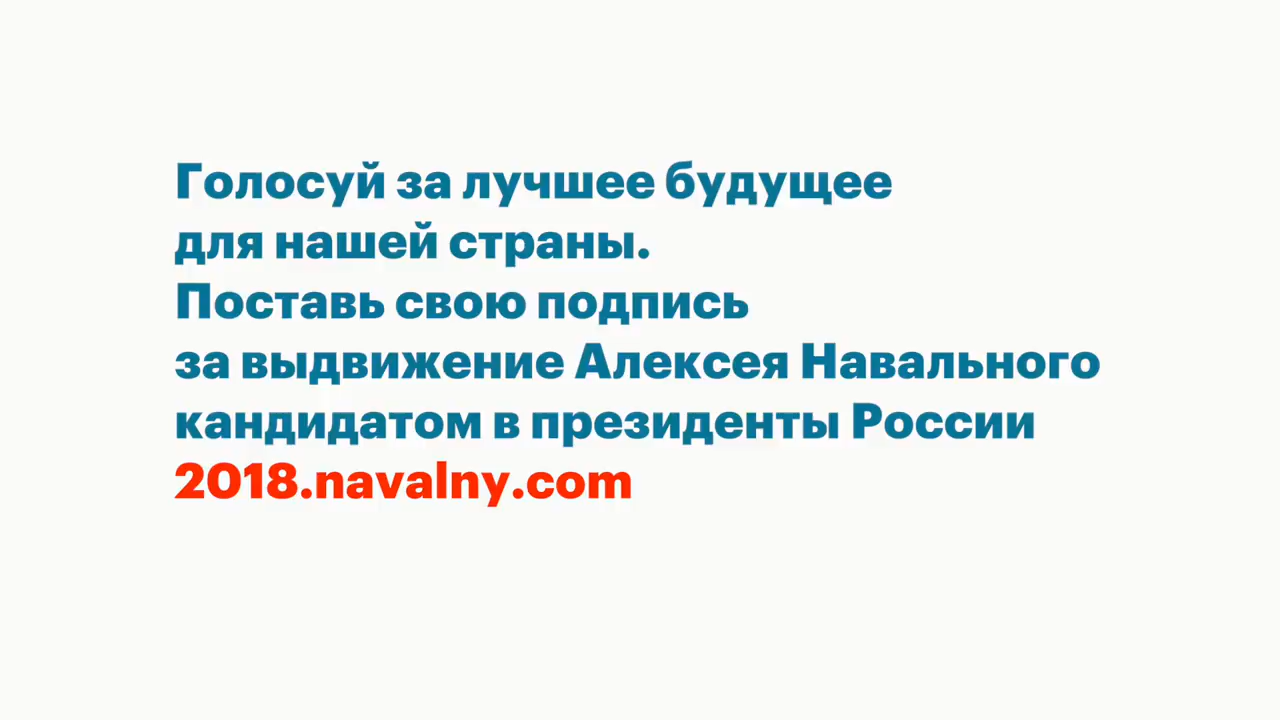 Голосуй за лучшее будущее
для нашей страны.
Поставь свою подпись
за выдвижение Алексея Навального
кандидатом в президенты России
2018.navalny.com